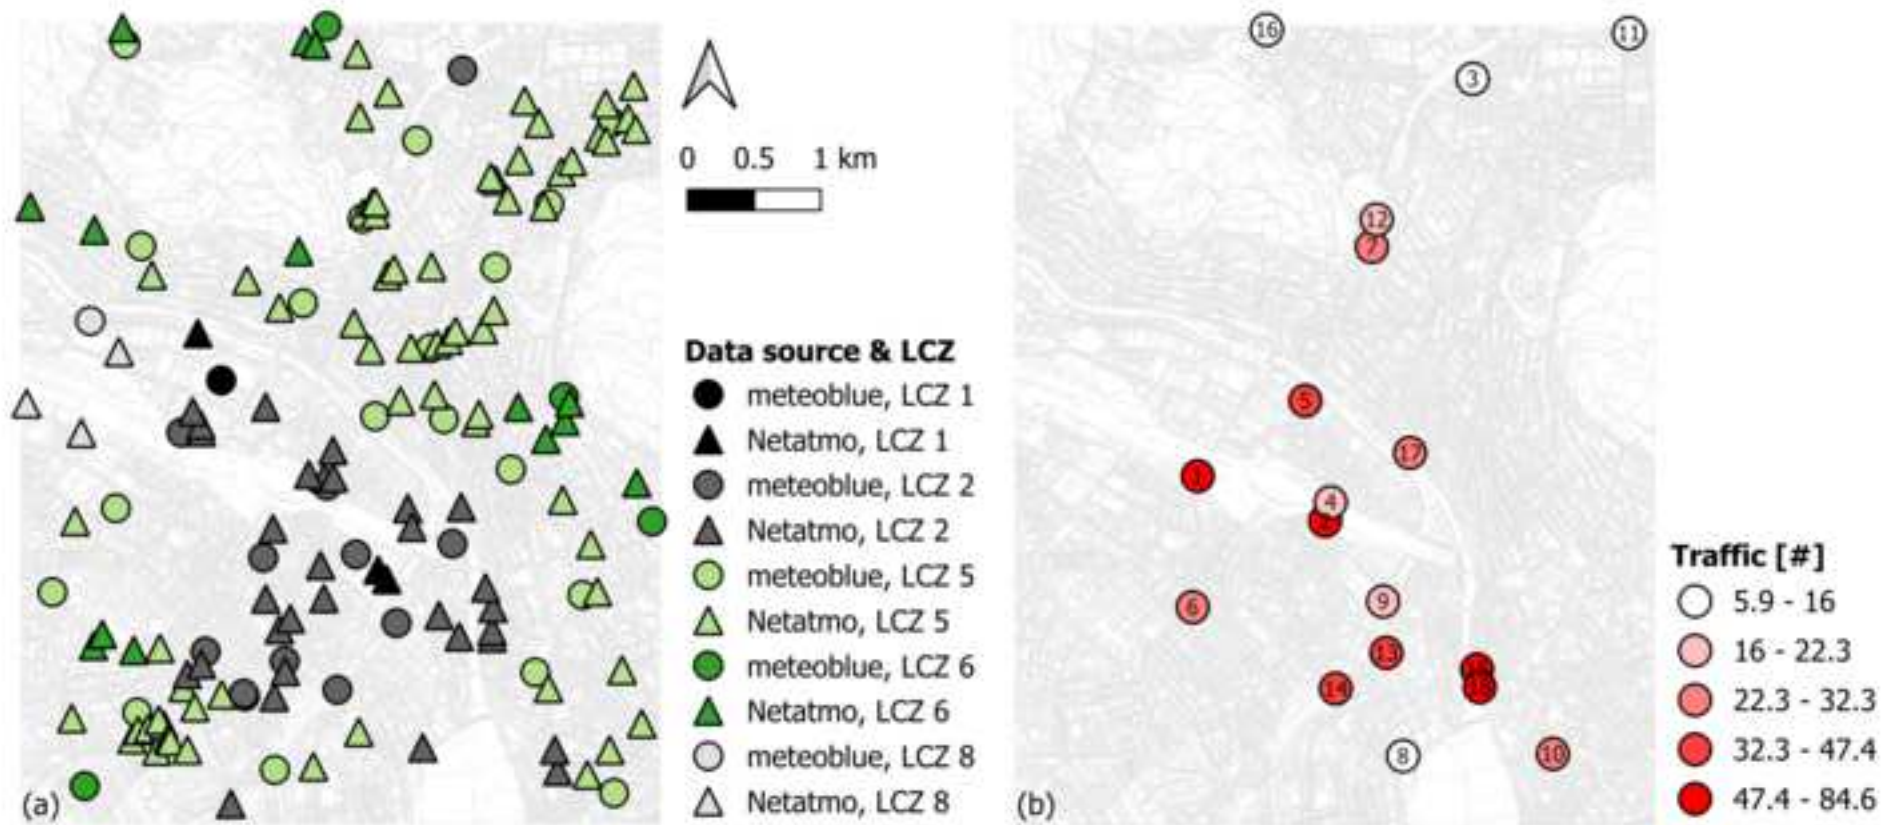 0 0.5 1 km
Data source & LCZ
meteoblue, LCZ 1
Netatmo, LCZ 1
meteoblue, LCZ 2
Netatmo, LCZ 2
meteoblue, LCZ 5
Netatmo, LCZ 5
meteoblue, LCZ 6
Netatmo, LCZ 6
meteoblue, LCZ 8
Netatmo, LCZ 8
(a)
16
11
3
12
7
5
17
4
6
9
13
14
8
10
(b)
Traffic [#]
5.9 - 16
16 - 22.3
22.3 - 32.3
32.3 - 47.4
47.4 - 84.6